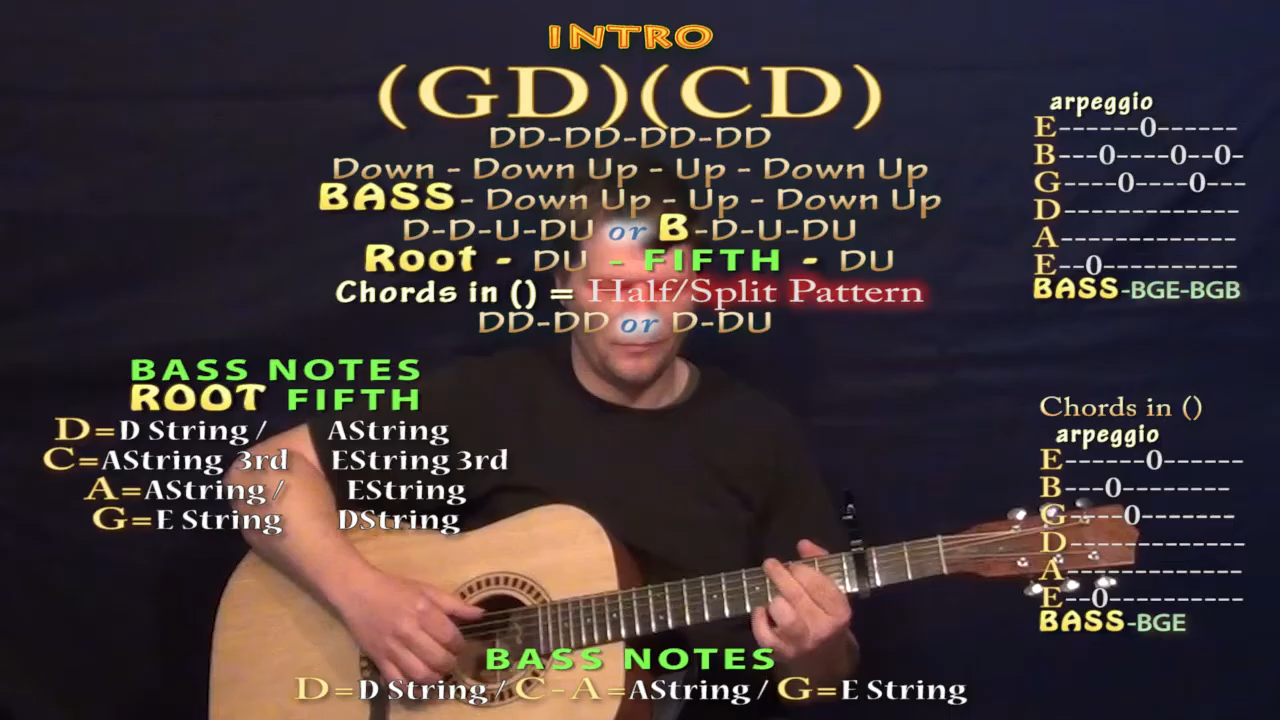 INTRO
(GD)(CD)
DD-DD-DD-DD
Down - Down Up - Up - Down Up
BASS- Down Up - Up - Down Up
D-D-U-DU or B-D-U-DU
Root - DU - FIFTH - DU
Chords in () = Half/Split Pattern
DD-DD or D-DU
arpeggio
E------0------
B---0----0--0-
G----0----0---
D-------------
A-------------
E--0----------
BASS-BGE-BGB
BASS NOTES
ROOT FIFTH
D=D String / AString
C=AString 3rd EString 3rd
A=AString / EString
G=E String DString
Chords in ()
arpeggio
E------0------
B---0--------
G----0-------
D-------------
A-------------
E--0----------
BASS-BGE
BASS NOTES
D=D String / C-A=AString / G=E String